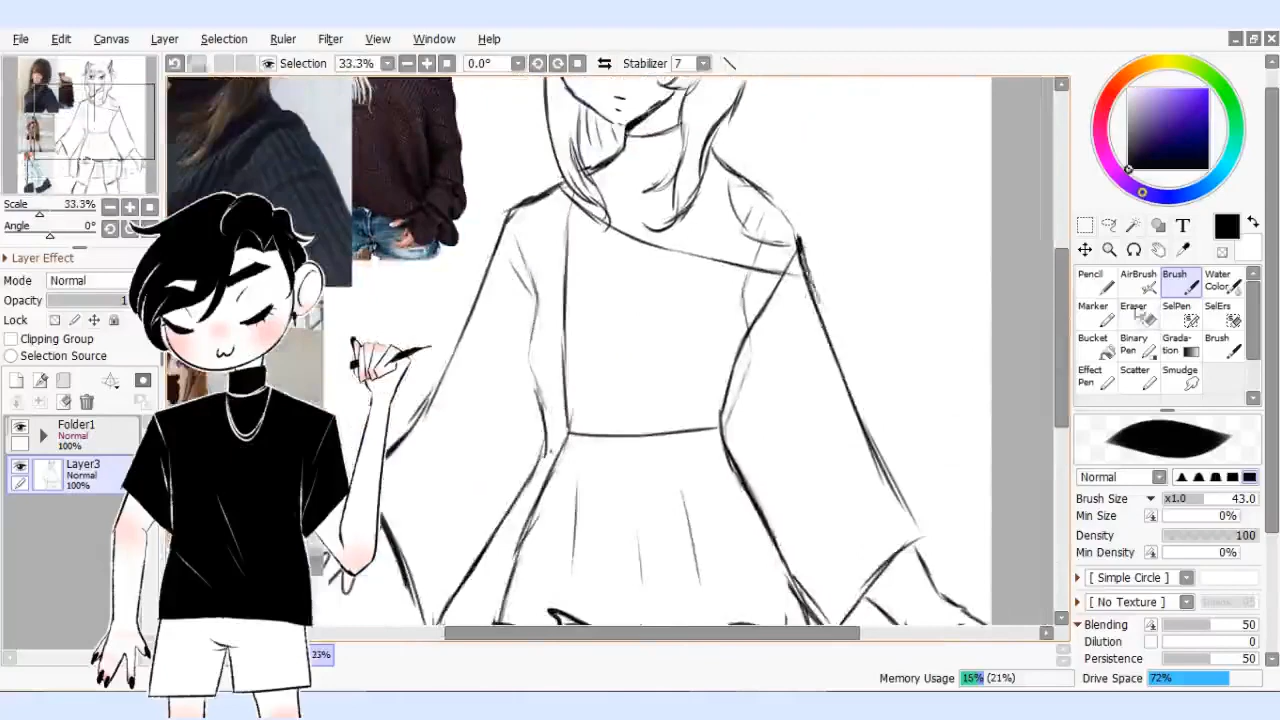 File Edit Canvas Layer Selection Ruler Filter View Window Help
Selection 33.3% 0.0° Stabilizer 7
Scale 33.3%
Angle 0°
Layer Effect
Mode Normal
Opacity
Lock
Clipping Group
Selection Source
Folder1
Normal
100%
Layer3
Normal
100%
23%
T
Pencil AirBrush Brush Water Color
Marker Eraser SelPen SelErs
Bucket Binary Pen Grada-tion Brush
Effect Pen Scatter Smudge
Normal
Brush Size x1.0 43.0
Min Size 0%
Density 100
Min Density 0%
[ Simple Circle ]
[ No Texture ]
Blending 50
Dilution 0
Persistence 50
Memory Usage 15% (21%) Drive Space 72%